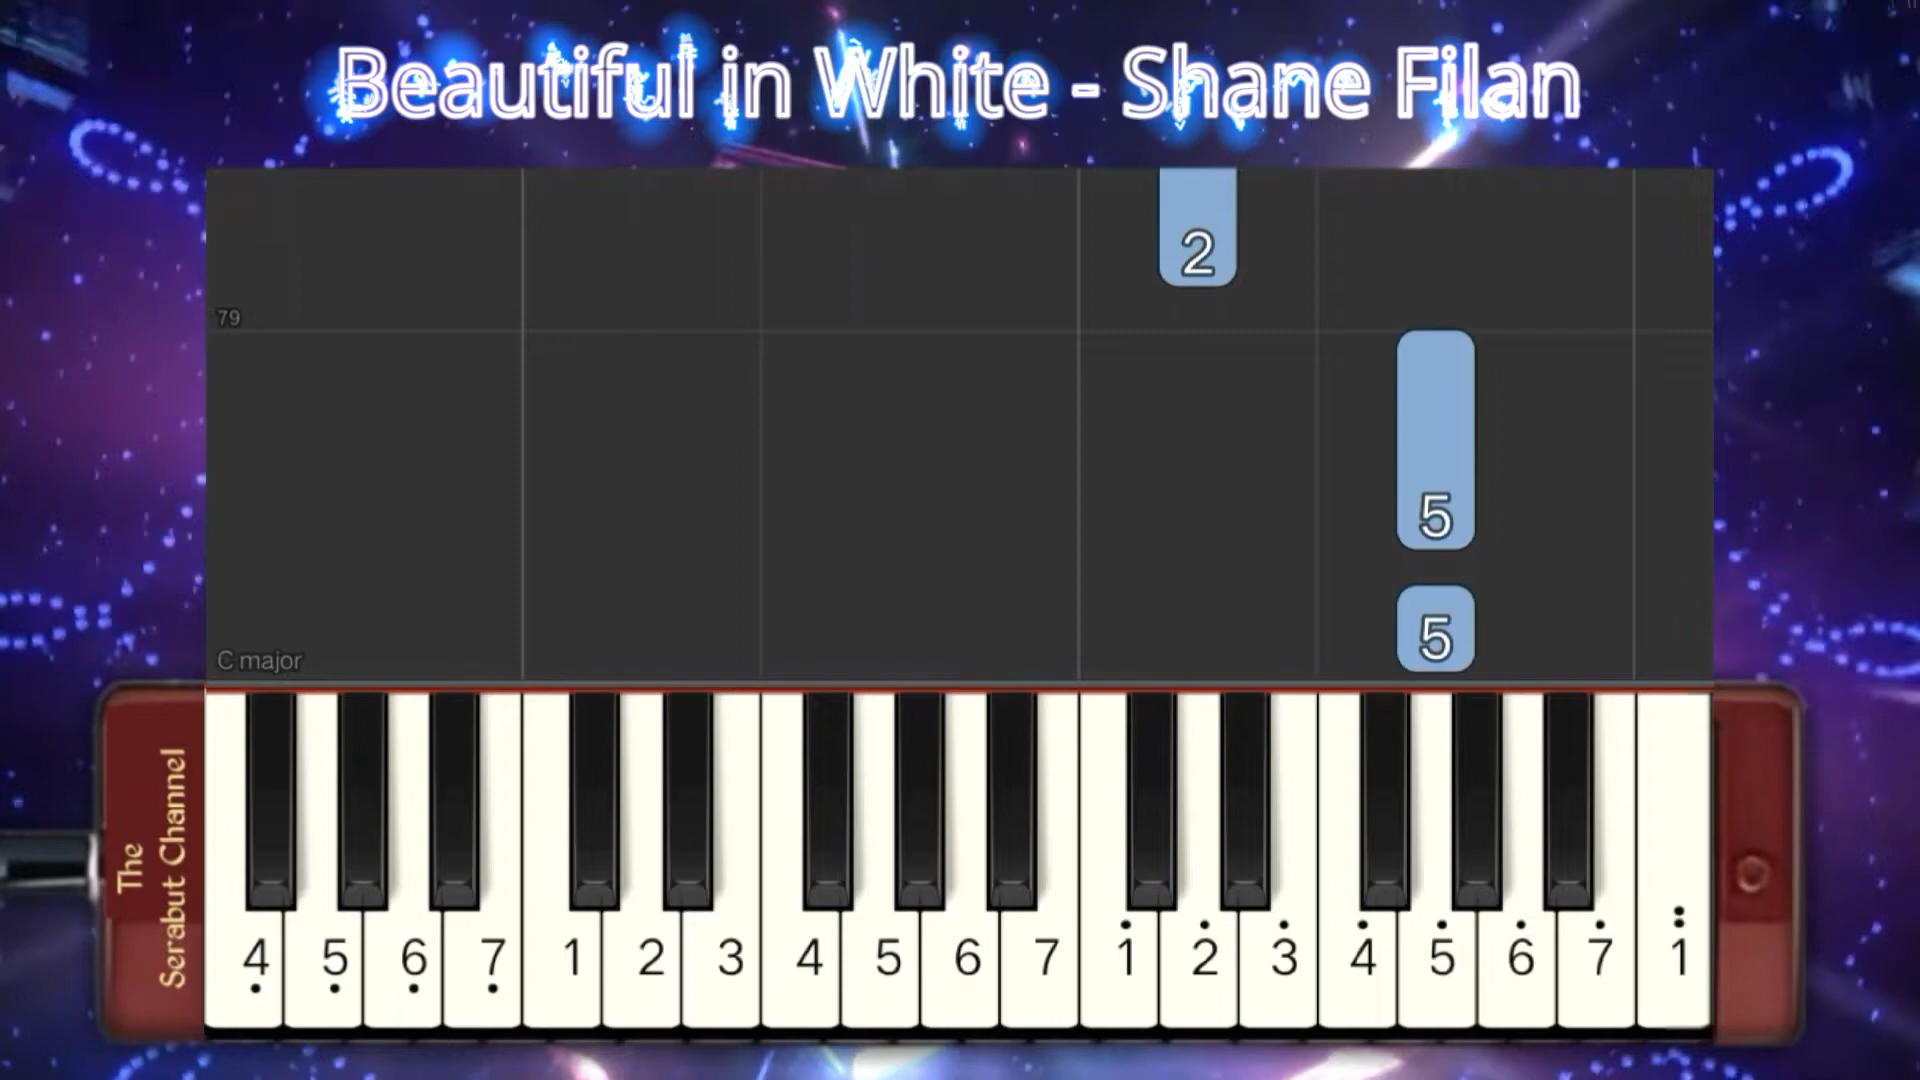 Beautiful in White - Shane Filan
2
79
5
5
C major
The
Serabut Channel
4 5 6 7 1 2 3 4 5 6 7 1 2 3 4 5 6 7 1